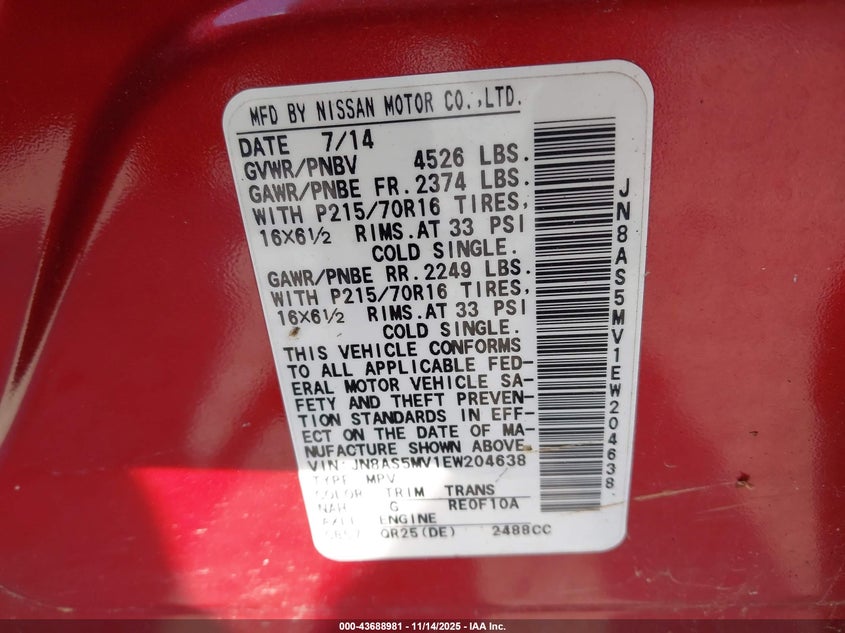 MFD BY NISSAN MOTOR CO.,LTD.
DATE 7/14
GVWR/PNBV 4526 LBS.
GAWR/PNBE FR. 2374 LBS.
WITH P215/70R16 TIRES,
16X6½ RIMS.AT 33 PSI
COLD SINGLE.
GAWR/PNBE RR. 2249 LBS.
WITH P215/70R16 TIRES,
16X6½ RIMS.AT 33 PSI
COLD SINGLE.
THIS VEHICLE CONFORMS
TO ALL APPLICABLE FED-
ERAL MOTOR VEHICLE SA-
FETY AND THEFT PREVEN-
TION STANDARDS IN EFF-
ECT ON THE DATE OF MA-
NUFACTURE SHOWN ABOVE.
VIN: JN8AS5MV1EW204638
TYPE MPV
COLOR TRIM TRANS
NAH G RE0F10A
AXLE ENGINE
QR25(DE) 2488CC
JN8AS5MV1EW204638
000-43688981 - 11/14/2025 - IAA Inc.